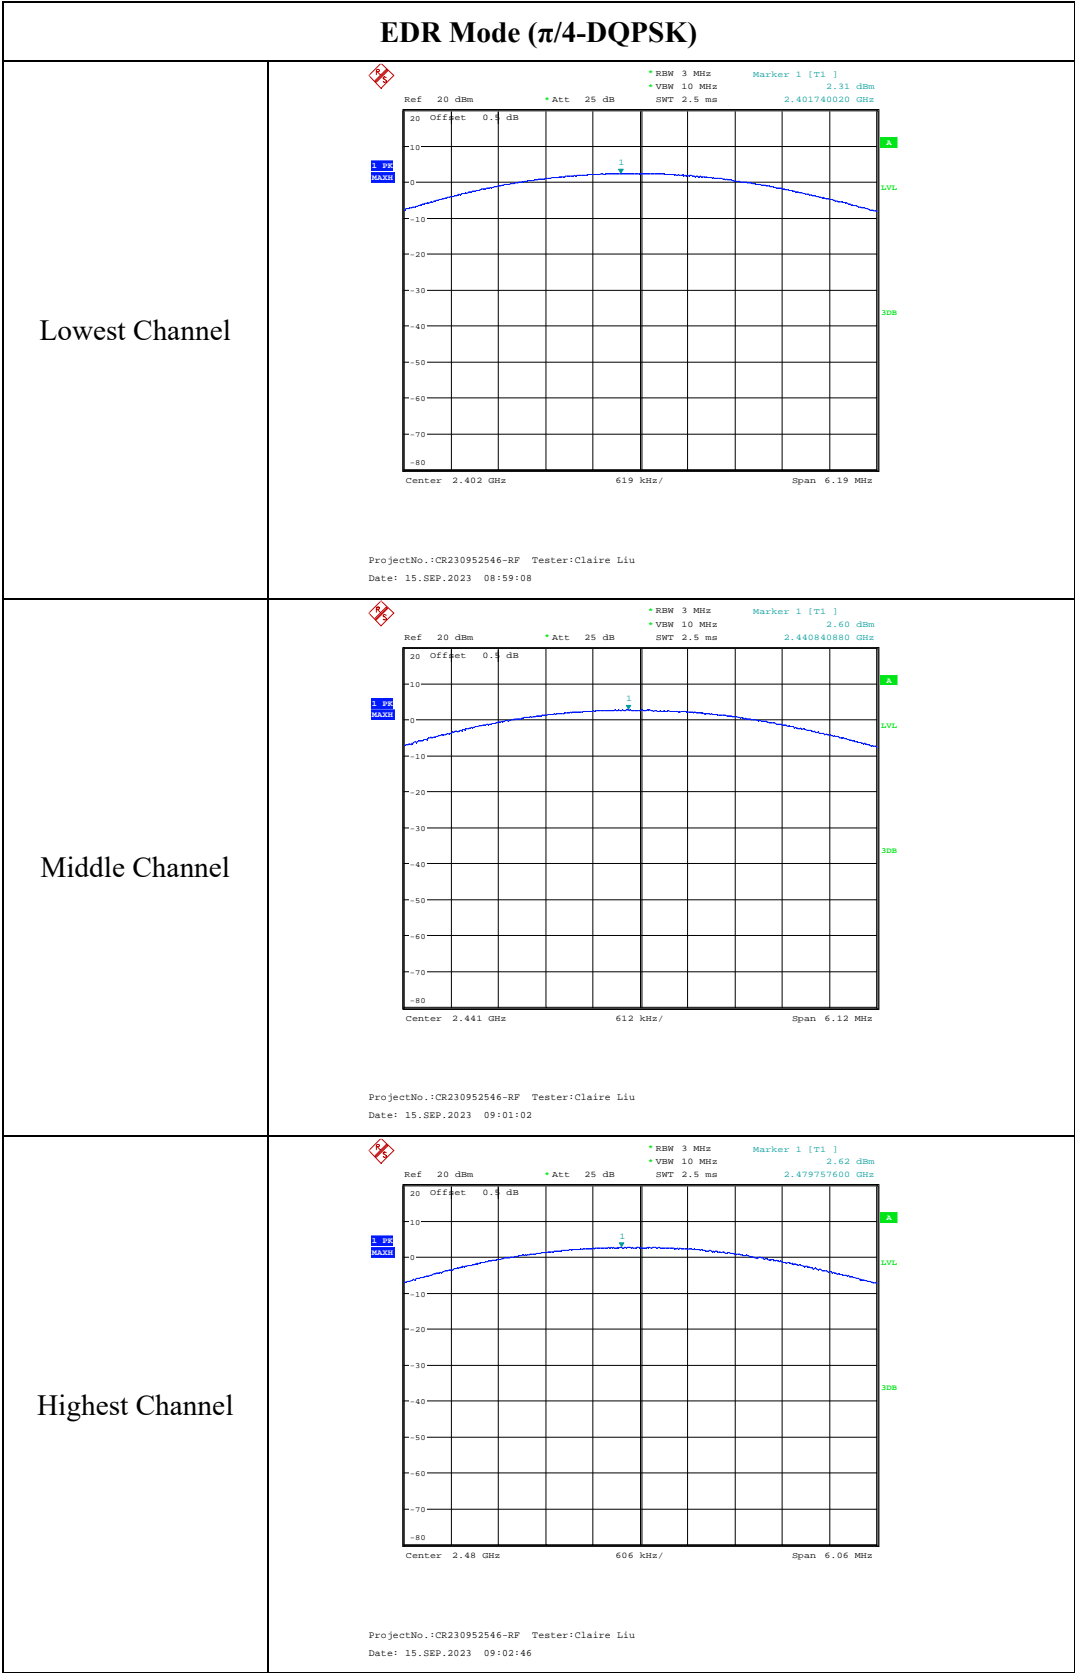 EDR Mode (π/4-DQPSK)
Lowest Channel
R S
*RBW 3 MHz Marker 1 [T1 ]
*VBW 10 MHz 2.31 dBm
Ref 20 dBm *Att 25 dB SWT 2.5 ms 2.401740020 GHz
20 Offset 0.5 dB
A
10
1 PK
MAXH
1
0
LVL
-10
-20
-30
3DB
-40
-50
-60
-70
-80
Center 2.402 GHz 619 kHz/ Span 6.19 MHz
ProjectNo.:CR230952546-RF Tester:Claire Liu
Date: 15.SEP.2023 08:59:08
Middle Channel
R S
*RBW 3 MHz Marker 1 [T1 ]
*VBW 10 MHz 2.60 dBm
Ref 20 dBm *Att 25 dB SWT 2.5 ms 2.440840880 GHz
20 Offset 0.5 dB
A
10
1 PK
MAXH
1
0
LVL
-10
-20
-30
3DB
-40
-50
-60
-70
-80
Center 2.441 GHz 612 kHz/ Span 6.12 MHz
ProjectNo.:CR230952546-RF Tester:Claire Liu
Date: 15.SEP.2023 09:01:02
Highest Channel
R S
*RBW 3 MHz Marker 1 [T1 ]
*VBW 10 MHz 2.62 dBm
Ref 20 dBm *Att 25 dB SWT 2.5 ms 2.479757600 GHz
20 Offset 0.5 dB
A
10
1 PK
MAXH
1
0
LVL
-10
-20
-30
3DB
-40
-50
-60
-70
-80
Center 2.48 GHz 606 kHz/ Span 6.06 MHz
ProjectNo.:CR230952546-RF Tester:Claire Liu
Date: 15.SEP.2023 09:02:46